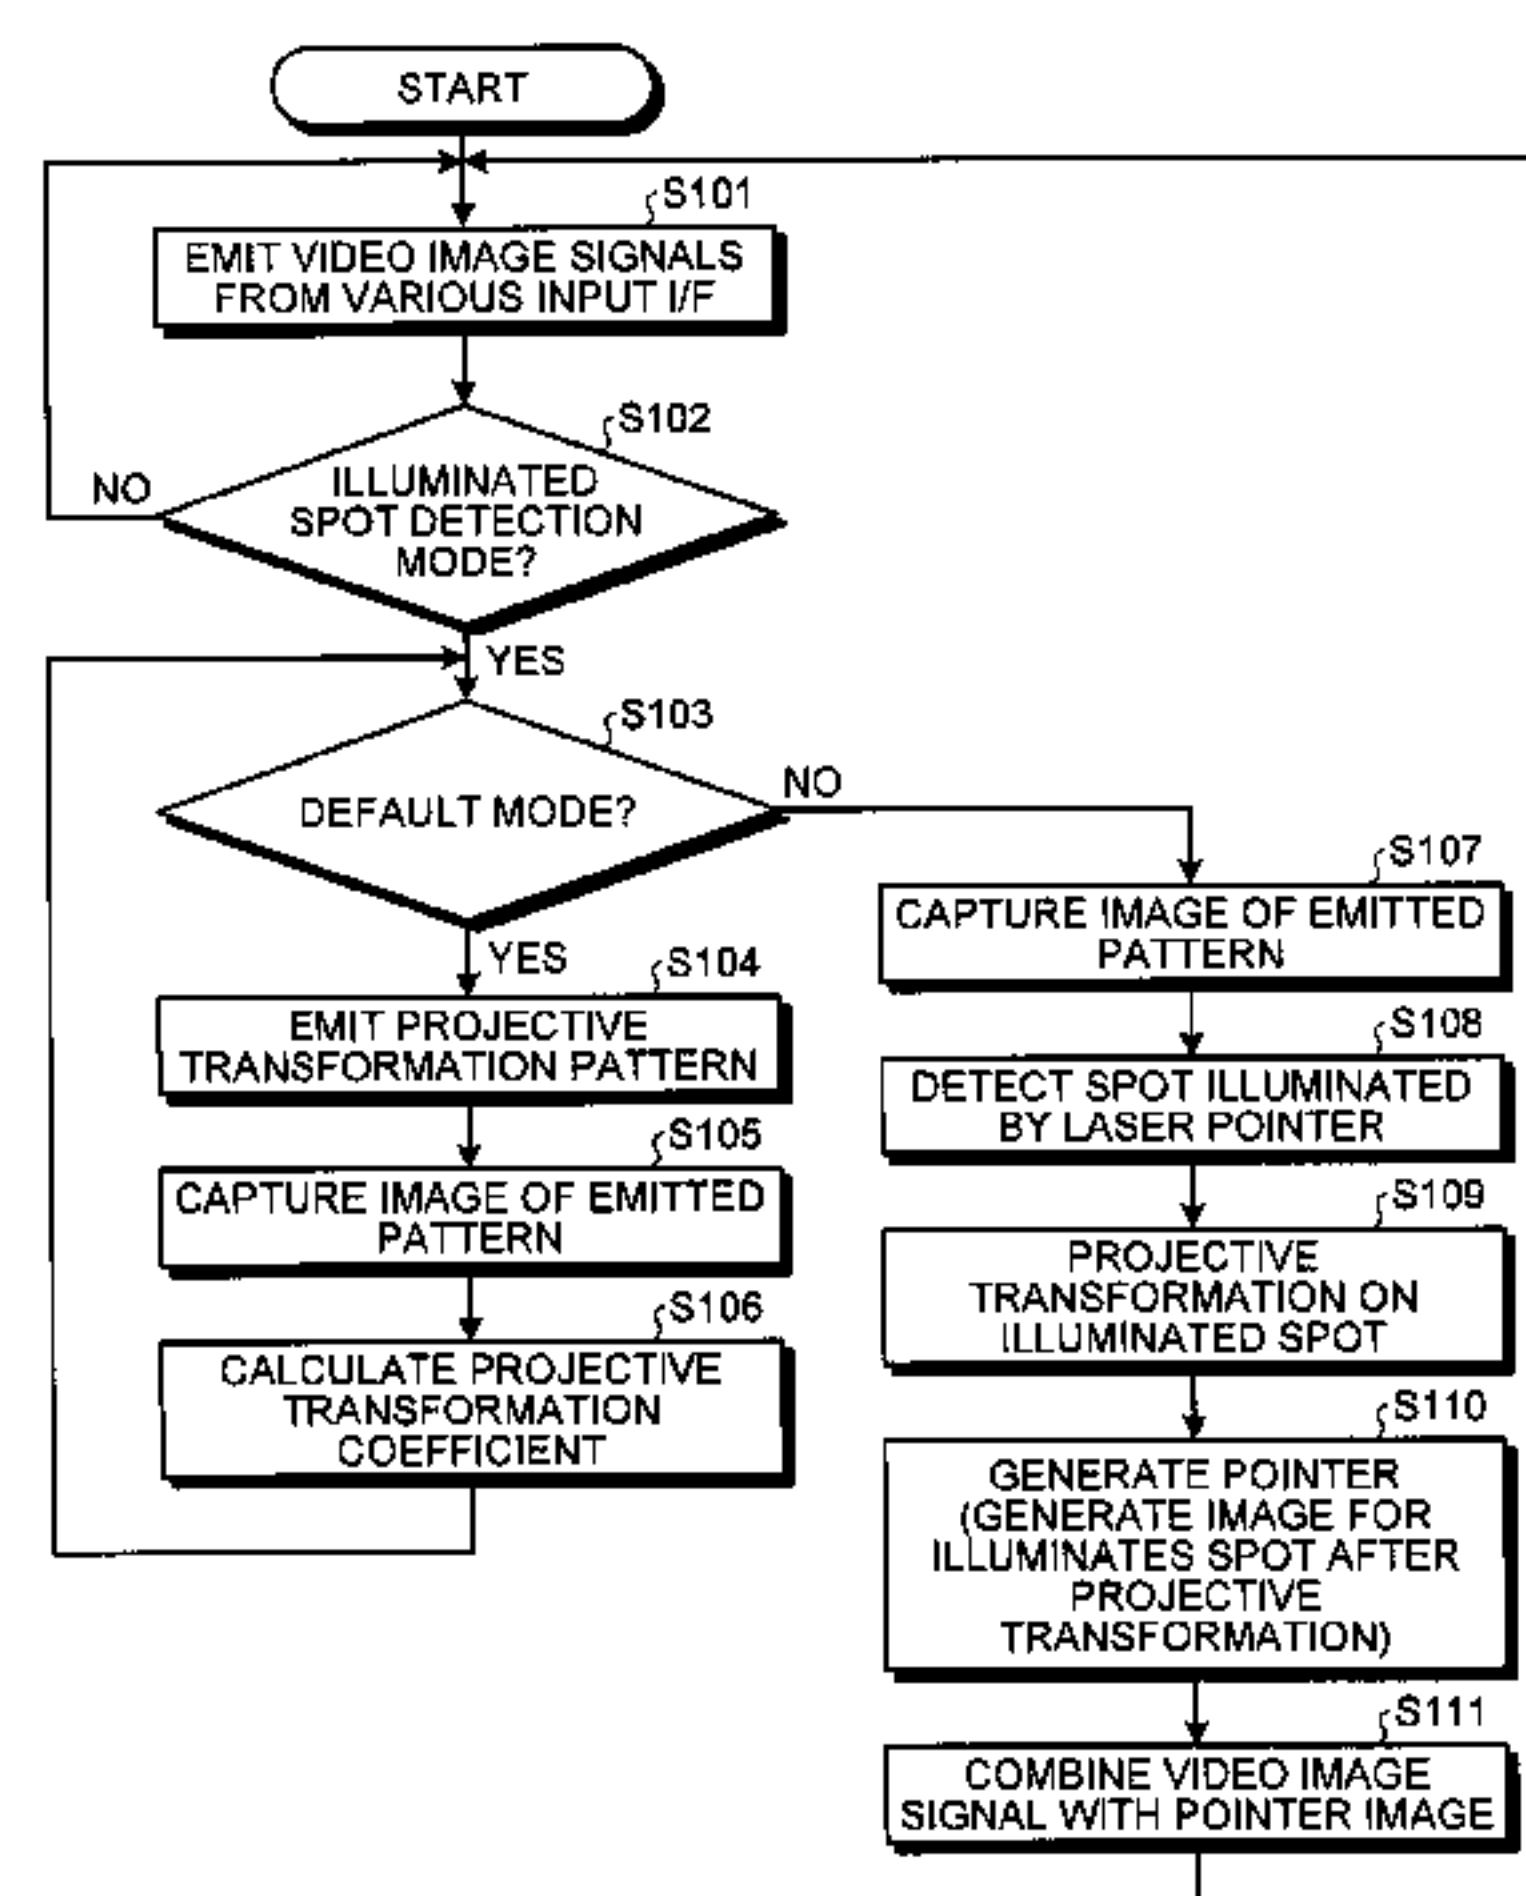 START
S101
EMIT VIDEO IMAGE SIGNALS
FROM VARIOUS INPUT I/F
S102
NO
ILLUMINATED
SPOT DETECTION
MODE?
YES
S103
DEFAULT MODE?
NO
YES
S104
EMIT PROJECTIVE
TRANSFORMATION PATTERN
S105
CAPTURE IMAGE OF EMITTED
PATTERN
S106
CALCULATE PROJECTIVE
TRANSFORMATION
COEFFICIENT
S107
CAPTURE IMAGE OF EMITTED
PATTERN
S108
DETECT SPOT ILLUMINATED
BY LASER POINTER
S109
PROJECTIVE
TRANSFORMATION ON
ILLUMINATED SPOT
S110
GENERATE POINTER
(GENERATE IMAGE FOR
ILLUMINATES SPOT AFTER
PROJECTIVE
TRANSFORMATION)
S111
COMBINE VIDEO IMAGE
SIGNAL WITH POINTER IMAGE